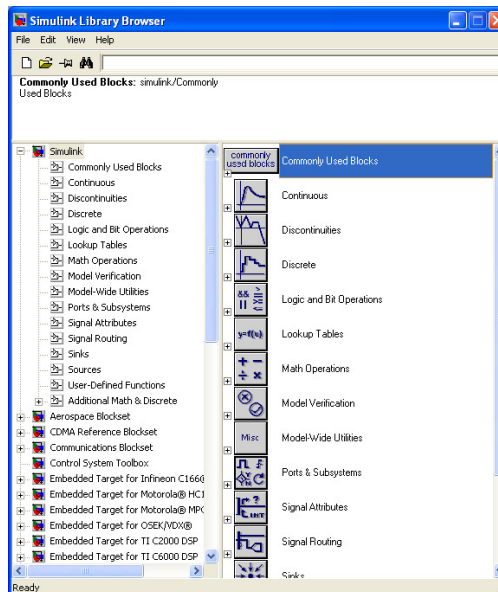 Simulink Library Browser
File Edit View Help
Commonly Used Blocks: simulink/Commonly
Used Blocks
Simulink
Commonly Used Blocks
Continuous
Discontinuities
Discrete
Logic and Bit Operations
Lookup Tables
Math Operations
Model Verification
Model-Wide Utilities
Ports & Subsystems
Signal Attributes
Signal Routing
Sinks
Sources
User-Defined Functions
Additional Math & Discrete
Aerospace Blockset
CDMA Reference Blockset
Communications Blockset
Control System Toolbox
Embedded Target for Infineon C166
Embedded Target for Motorola® HC1
Embedded Target for Motorola® MPC
Embedded Target for OSEK/VDX®
Embedded Target for TI C2000 DSP
Embedded Target for TI C6000 DSP
commonly
used blocks
Commonly Used Blocks
Continuous
Discontinuities
Discrete
&& || > >= <=
Logic and Bit Operations
y=f(u)
Lookup Tables
+ − ÷ ×
Math Operations
Model Verification
Misc
Model-Wide Utilities
Ports & Subsystems
Signal Attributes
Signal Routing
Sinks
Ready